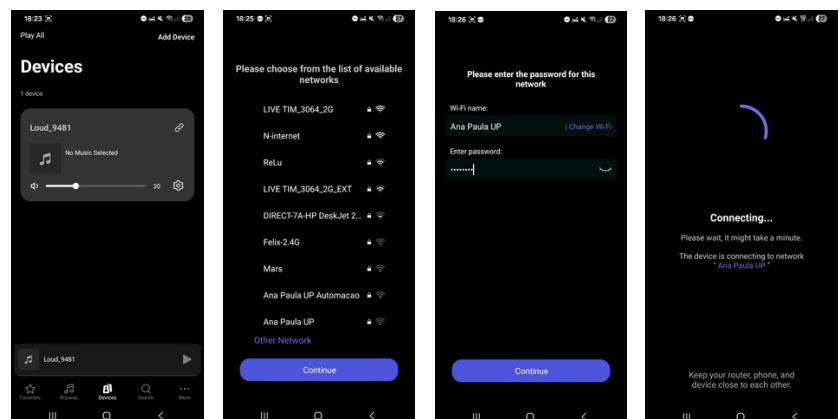 18:23
27
Play All
Add Device
Devices
1 device
Loud_9481
No Music Selected
30
Loud_9481
Favorites
Browse
Devices
Search
More
18:25
27
Please choose from the list of available
networks
LIVE TIM_3064_2G
N-internet
ReLu
LIVE TIM_3064_2G_EXT
DIRECT-7A-HP DeskJet 2...
Felix-2.4G
Mars
Ana Paula UP Automacao
Ana Paula UP
Other Network
Continue
18:26
27
Please enter the password for this
network
Wi-Fi name:
Ana Paula UP
| Change Wi-Fi
Enter password:
••••••••
Continue
18:26
27
Connecting...
Please wait, it might take a minute.
The device is connecting to network
" Ana Paula UP "
Keep your router, phone, and
device close to each other.